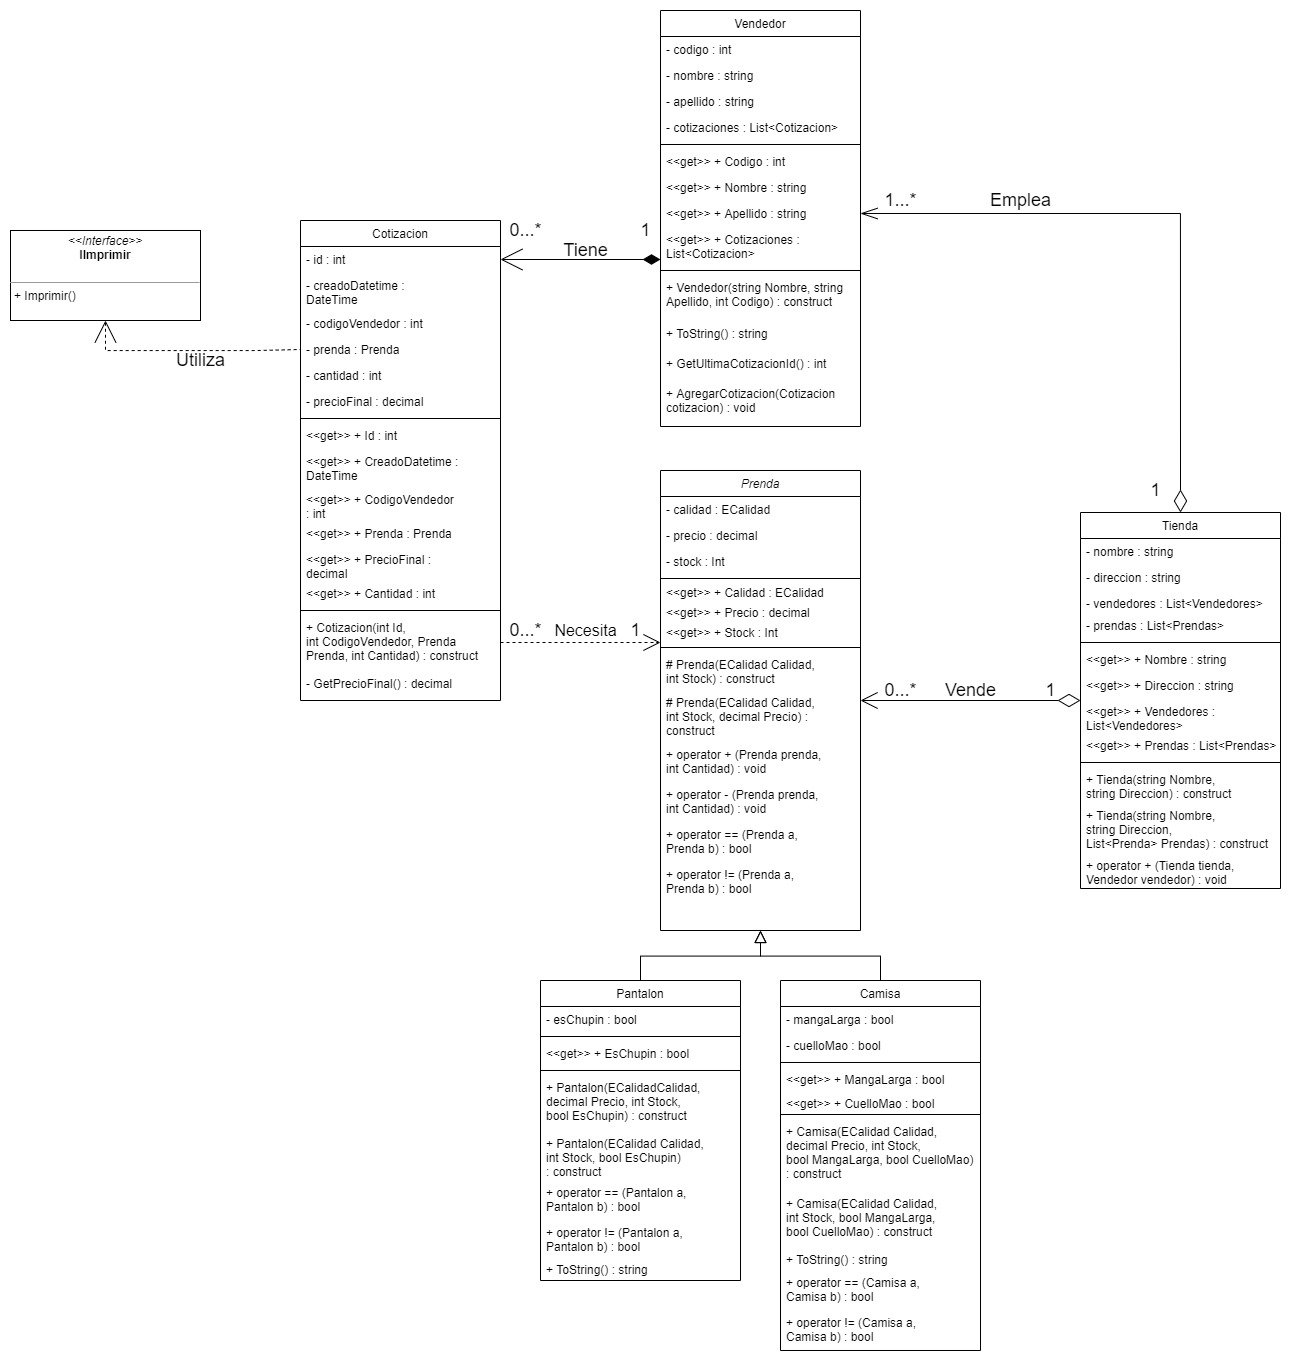 Vendedor
- codigo : int
- nombre : string
- apellido : string
- cotizaciones : List<Cotizacion>
<<get>> + Codigo : int
<<get>> + Nombre : string
<<get>> + Apellido : string
<<get>> + Cotizaciones :
List<Cotizacion>
+ Vendedor(string Nombre, string
Apellido, int Codigo) : construct
+ ToString() : string
+ GetUltimaCotizacionId() : int
+ AgregarCotizacion(Cotizacion
cotizacion) : void
1...*
Emplea
1
0...*
Tiene
1
<<Interface>>
IImprimir
+ Imprimir()
Utiliza
Cotizacion
- id : int
- creadoDatetime :
DateTime
- codigoVendedor : int
- prenda : Prenda
- cantidad : int
- precioFinal : decimal
<<get>> + Id : int
<<get>> + CreadoDatetime :
DateTime
<<get>> + CodigoVendedor
: int
<<get>> + Prenda : Prenda
<<get>> + PrecioFinal :
decimal
<<get>> + Cantidad : int
+ Cotizacion(int Id,
int CodigoVendedor, Prenda
Prenda, int Cantidad) : construct
- GetPrecioFinal() : decimal
0...*
Necesita
1
Prenda
- calidad : ECalidad
- precio : decimal
- stock : Int
<<get>> + Calidad : ECalidad
<<get>> + Precio : decimal
<<get>> + Stock : Int
# Prenda(ECalidad Calidad,
int Stock) : construct
# Prenda(ECalidad Calidad,
int Stock, decimal Precio) :
construct
+ operator + (Prenda prenda,
int Cantidad) : void
+ operator - (Prenda prenda,
int Cantidad) : void
+ operator == (Prenda a,
Prenda b) : bool
+ operator != (Prenda a,
Prenda b) : bool
0...*
Vende
1
Tienda
- nombre : string
- direccion : string
- vendedores : List<Vendedores>
- prendas : List<Prendas>
<<get>> + Nombre : string
<<get>> + Direccion : string
<<get>> + Vendedores :
List<Vendedores>
<<get>> + Prendas : List<Prendas>
+ Tienda(string Nombre,
string Direccion) : construct
+ Tienda(string Nombre,
string Direccion,
List<Prenda> Prendas) : construct
+ operator + (Tienda tienda,
Vendedor vendedor) : void
Pantalon
- esChupin : bool
<<get>> + EsChupin : bool
+ Pantalon(ECalidadCalidad,
decimal Precio, int Stock,
bool EsChupin) : construct
+ Pantalon(ECalidad Calidad,
int Stock, bool EsChupin)
: construct
+ operator == (Pantalon a,
Pantalon b) : bool
+ operator != (Pantalon a,
Pantalon b) : bool
+ ToString() : string
Camisa
- mangaLarga : bool
- cuelloMao : bool
<<get>> + MangaLarga : bool
<<get>> + CuelloMao : bool
+ Camisa(ECalidad Calidad,
decimal Precio, int Stock,
bool MangaLarga, bool CuelloMao)
: construct
+ Camisa(ECalidad Calidad,
int Stock, bool MangaLarga,
bool CuelloMao) : construct
+ ToString() : string
+ operator == (Camisa a,
Camisa b) : bool
+ operator != (Camisa a,
Camisa b) : bool